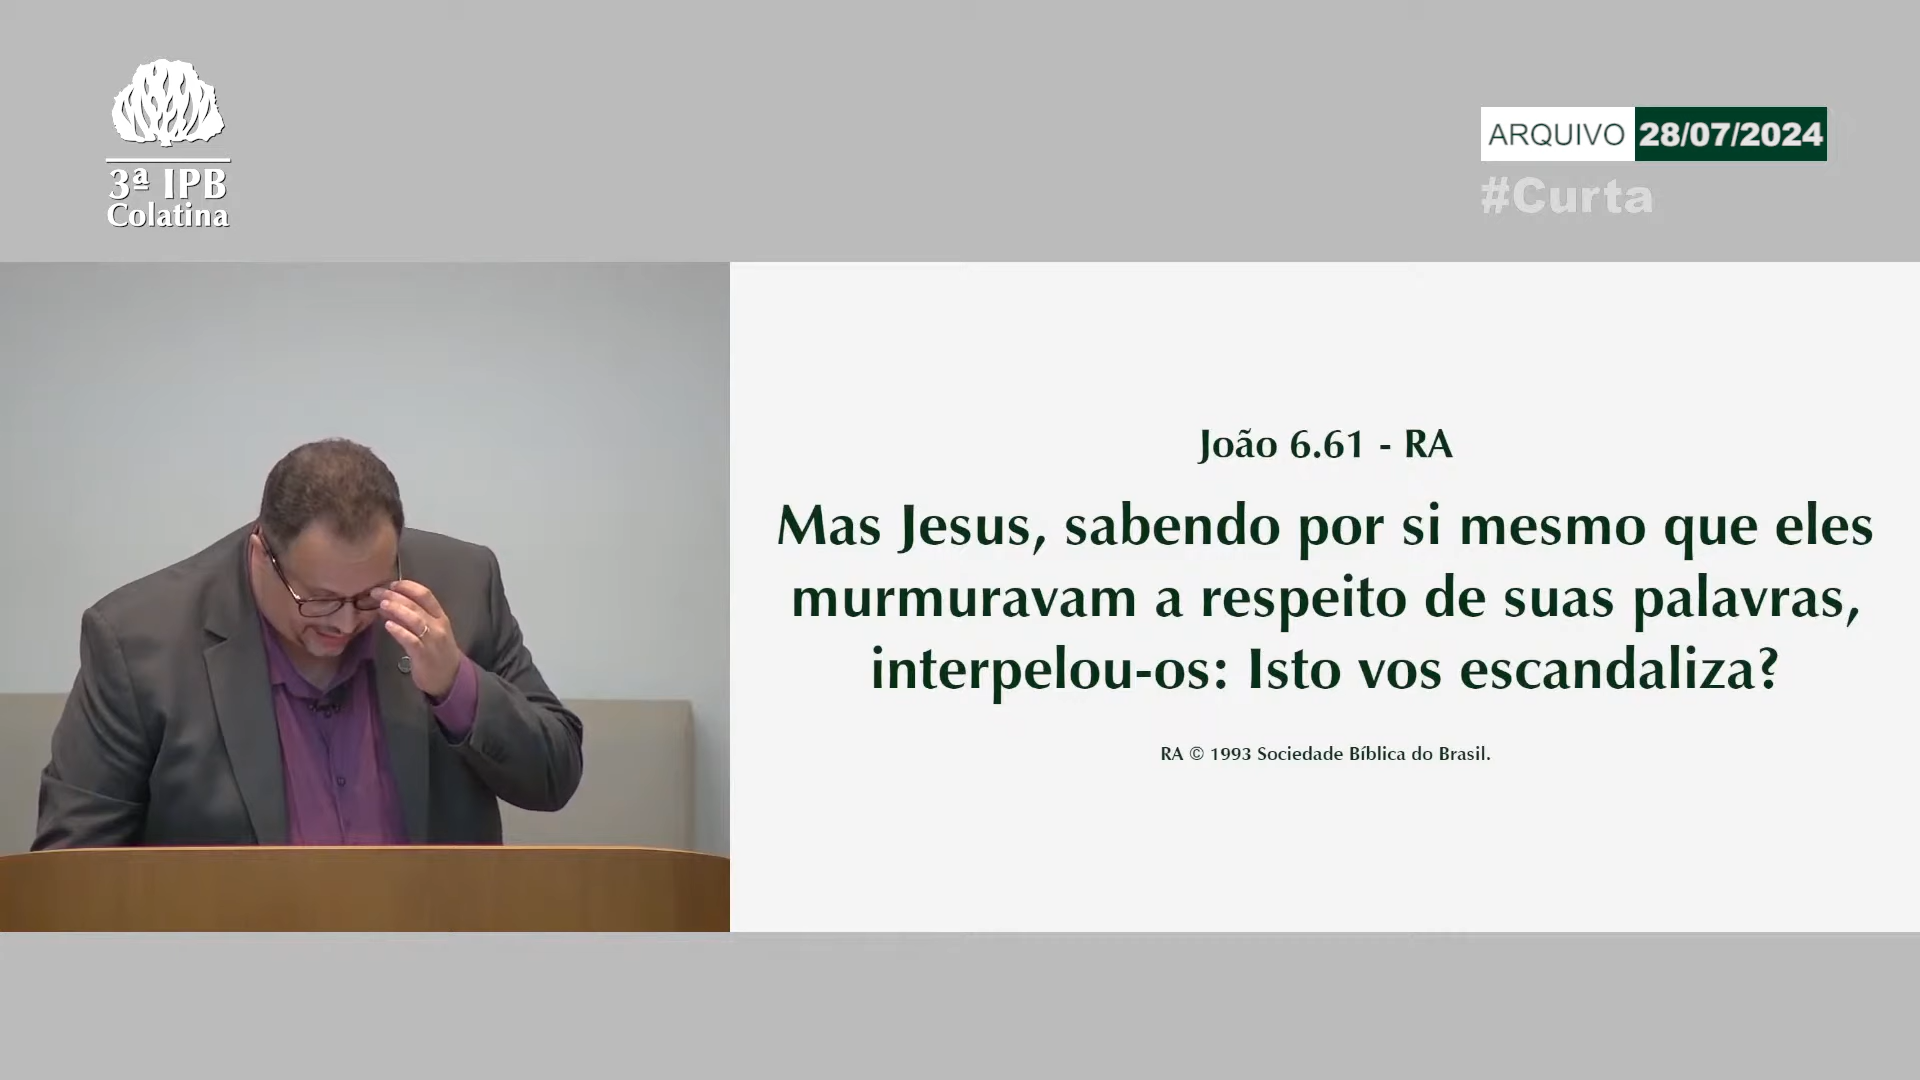 3ª IPB
Colatina
ARQUIVO 28/07/2024
#Curta
João 6.61 - RA
Mas Jesus, sabendo por si mesmo que eles
murmuravam a respeito de suas palavras,
interpelou-os: Isto vos escandaliza?
RA © 1993 Sociedade Bíblica do Brasil.